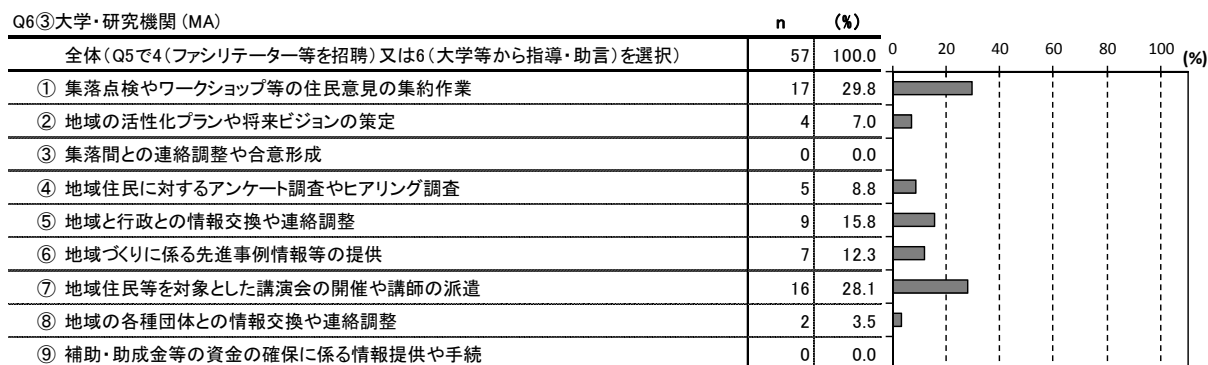 Q6③大学・研究機関 (MA) n (%)
全体(Q5で4(ファシリテーター等を招聘)又は6(大学等から指導・助言)を選択) 57 100.0 0 20 40 60 80 100 (%)
① 集落点検やワークショップ等の住民意見の集約作業 17 29.8
② 地域の活性化プランや将来ビジョンの策定 4 7.0
③ 集落間との連絡調整や合意形成 0 0.0
④ 地域住民に対するアンケート調査やヒアリング調査 5 8.8
⑤ 地域と行政との情報交換や連絡調整 9 15.8
⑥ 地域づくりに係る先進事例情報等の提供 7 12.3
⑦ 地域住民等を対象とした講演会の開催や講師の派遣 16 28.1
⑧ 地域の各種団体との情報交換や連絡調整 2 3.5
⑨ 補助・助成金等の資金の確保に係る情報提供や手続 0 0.0